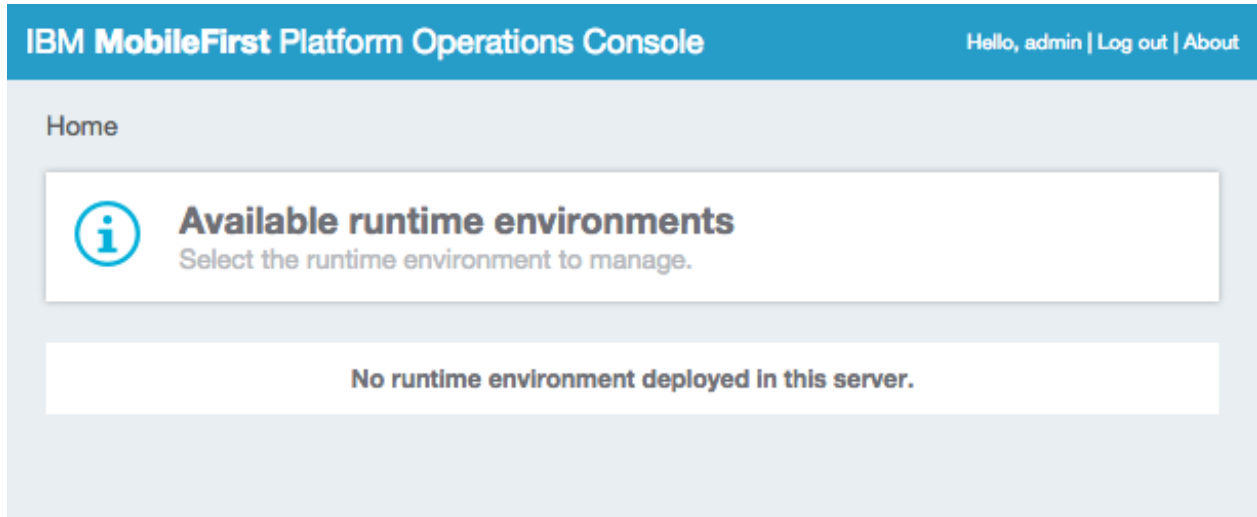 IBM MobileFirst Platform Operations Console
Hello, admin | Log out | About
Home
Available runtime environments
Select the runtime environment to manage.
No runtime environment deployed in this server.